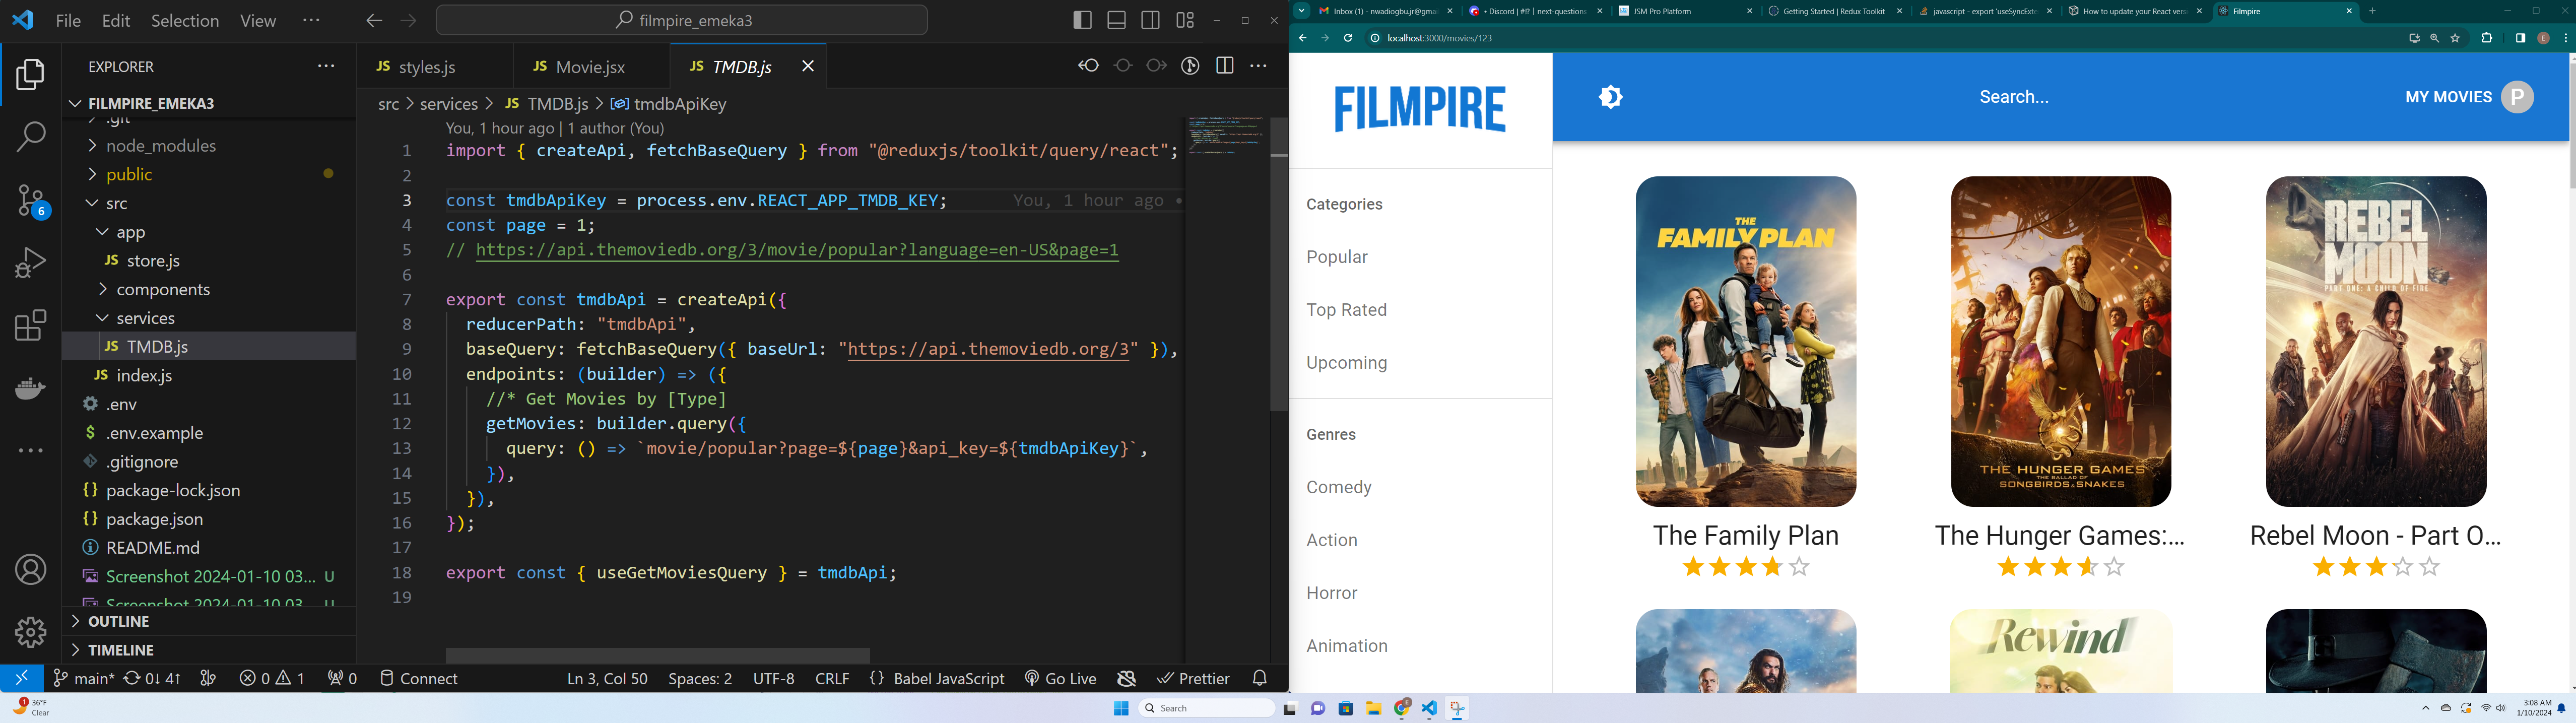 File Edit Selection View ···
filmpire_emeka3
EXPLORER
FILMPIRE_EMEKA3
.git
node_modules
public
src
app
JS store.js
components
services
JS TMDB.js
JS index.js
.env
$ .env.example
.gitignore
{} package-lock.json
{} package.json
README.md
Screenshot 2024-01-10 03... U
Screenshot 2024-01-10 03... U
OUTLINE
TIMELINE
6
JS styles.js
JS Movie.jsx
JS TMDB.js
src > services > JS TMDB.js > tmdbApiKey
You, 1 hour ago | 1 author (You)
1 import { createApi, fetchBaseQuery } from "@reduxjs/toolkit/query/react";
2
3 const tmdbApiKey = process.env.REACT_APP_TMDB_KEY; You, 1 hour ago •
4 const page = 1;
5 // https://api.themoviedb.org/3/movie/popular?language=en-US&page=1
6
7 export const tmdbApi = createApi({
8 reducerPath: "tmdbApi",
9 baseQuery: fetchBaseQuery({ baseUrl: "https://api.themoviedb.org/3" }),
10 endpoints: (builder) => ({
11 //* Get Movies by [Type]
12 getMovies: builder.query({
13 query: () => `movie/popular?page=${page}&api_key=${tmdbApiKey}`,
14 }),
15 }),
16 });
17
18 export const { useGetMoviesQuery } = tmdbApi;
19
main* 0↓ 4↑ 0 1 0 Connect
Ln 3, Col 50 Spaces: 2 UTF-8 CRLF {} Babel JavaScript Go Live Prettier
Inbox (1) - nwadiogbu.jr@gmai
• Discord | #⁉ | next-questions
JSM Pro Platform
Getting Started | Redux Toolkit
javascript - export 'useSyncExte
How to update your React versi
Filmpire
localhost:3000/movies/123
E
FILMPIRE
Search...
MY MOVIES P
Categories
Popular
Top Rated
Upcoming
Genres
Comedy
Action
Horror
Animation
THE
FAMILY PLAN
The Family Plan
THE HUNGER GAMES
THE BALLAD OF
SONGBIRDS & SNAKES
The Hunger Games:...
REBEL
MOON
PART ONE: A CHILD OF FIRE
Rebel Moon - Part O...
Rewind
1
36°F
Clear
Search
3:08 AM
1/10/2024